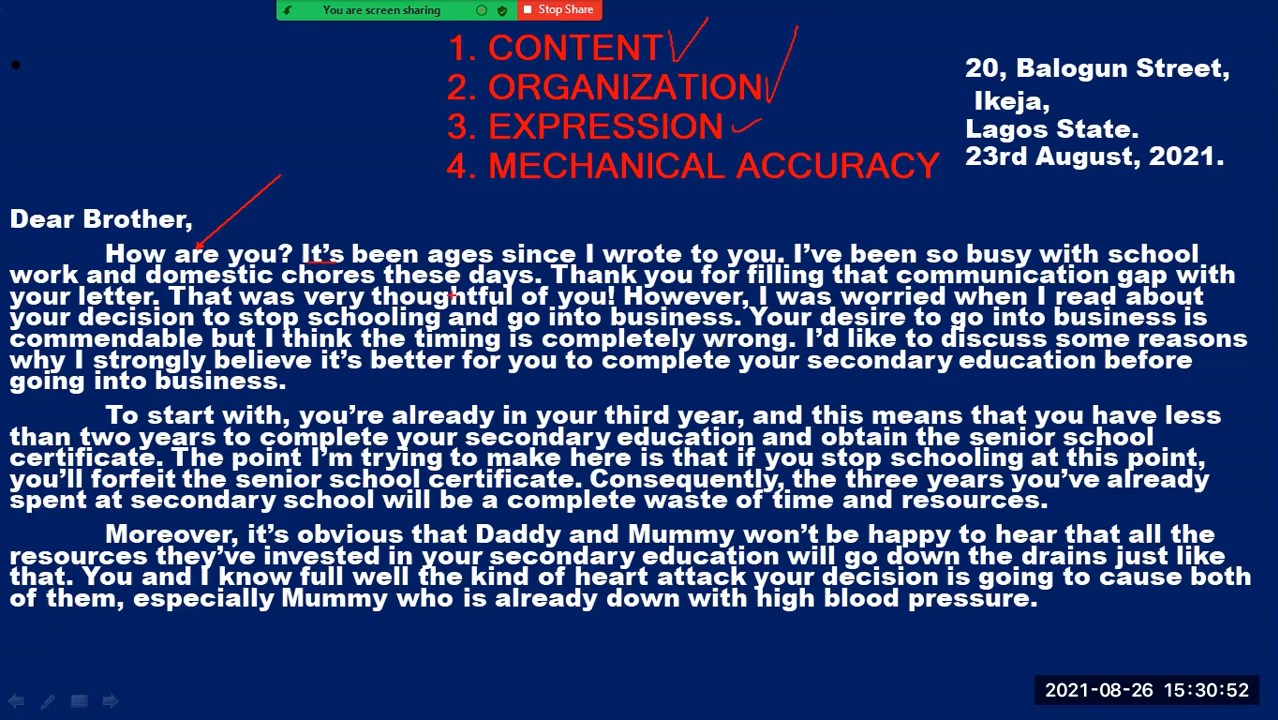 You are screen sharing
Stop Share
1. CONTENT
2. ORGANIZATION
3. EXPRESSION
4. MECHANICAL ACCURACY
20, Balogun Street,
Ikeja,
Lagos State.
23rd August, 2021.
Dear Brother,
How are you? It’s been ages since I wrote to you. I’ve been so busy with school
work and domestic chores these days. Thank you for filling that communication gap with
your letter. That was very thoughtful of you! However, I was worried when I read about
your decision to stop schooling and go into business. Your desire to go into business is
commendable but I think the timing is completely wrong. I’d like to discuss some reasons
why I strongly believe it’s better for you to complete your secondary education before
going into business.
To start with, you’re already in your third year, and this means that you have less
than two years to complete your secondary education and obtain the senior school
certificate. The point I’m trying to make here is that if you stop schooling at this point,
you’ll forfeit the senior school certificate. Consequently, the three years you’ve already
spent at secondary school will be a complete waste of time and resources.
Moreover, it’s obvious that Daddy and Mummy won’t be happy to hear that all the
resources they’ve invested in your secondary education will go down the drains just like
that. You and I know full well the kind of heart attack your decision is going to cause both
of them, especially Mummy who is already down with high blood pressure.
2021-08-26 15:30:52